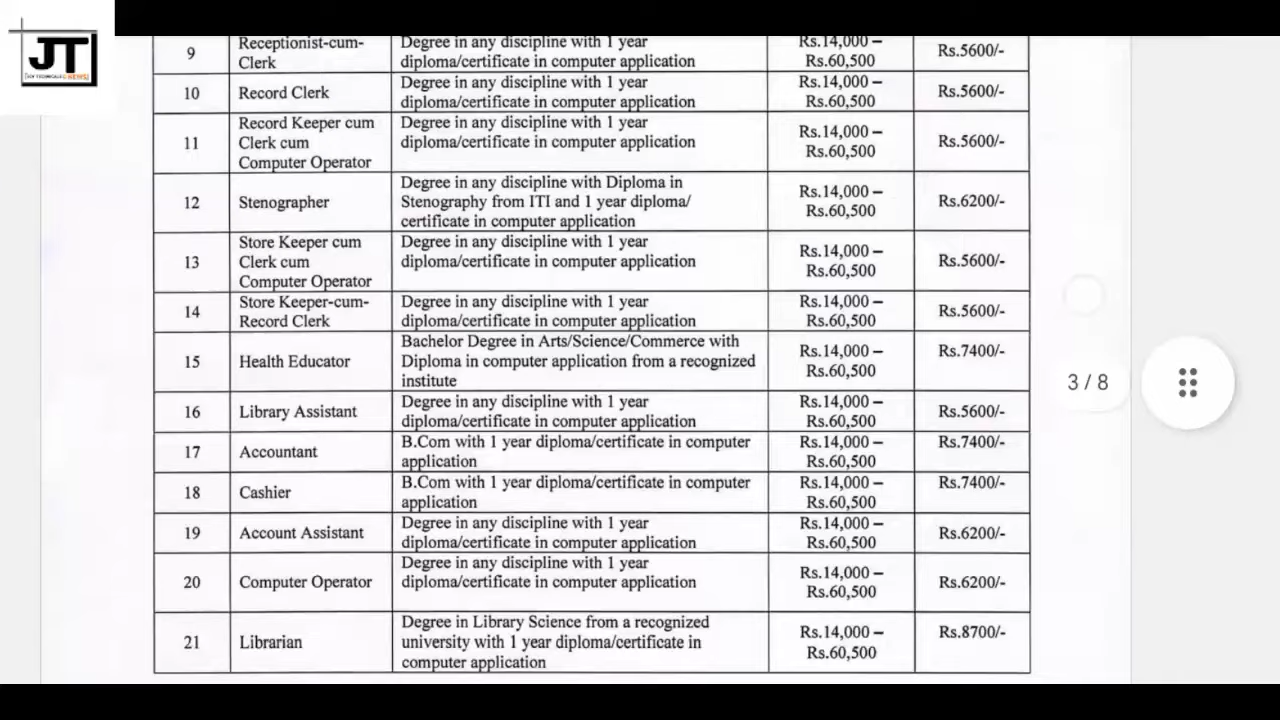 JT
NEWS
9
Receptionist-cum-
Clerk
Degree in any discipline with 1 year
diploma/certificate in computer application
Rs.14,000 –
Rs.60,500
Rs.5600/-
10
Record Clerk
Degree in any discipline with 1 year
diploma/certificate in computer application
Rs.14,000 –
Rs.60,500
Rs.5600/-
11
Record Keeper cum
Clerk cum
Computer Operator
Degree in any discipline with 1 year
diploma/certificate in computer application
Rs.14,000 –
Rs.60,500
Rs.5600/-
12
Stenographer
Degree in any discipline with Diploma in
Stenography from ITI and 1 year diploma/
certificate in computer application
Rs.14,000 –
Rs.60,500
Rs.6200/-
13
Store Keeper cum
Clerk cum
Computer Operator
Degree in any discipline with 1 year
diploma/certificate in computer application
Rs.14,000 –
Rs.60,500
Rs.5600/-
14
Store Keeper-cum-
Record Clerk
Degree in any discipline with 1 year
diploma/certificate in computer application
Rs.14,000 –
Rs.60,500
Rs.5600/-
15
Health Educator
Bachelor Degree in Arts/Science/Commerce with
Diploma in computer application from a recognized
institute
Rs.14,000 –
Rs.60,500
Rs.7400/-
3 / 8
16
Library Assistant
Degree in any discipline with 1 year
diploma/certificate in computer application
Rs.14,000 –
Rs.60,500
Rs.5600/-
17
Accountant
B.Com with 1 year diploma/certificate in computer
application
Rs.14,000 –
Rs.60,500
Rs.7400/-
18
Cashier
B.Com with 1 year diploma/certificate in computer
application
Rs.14,000 –
Rs.60,500
Rs.7400/-
19
Account Assistant
Degree in any discipline with 1 year
diploma/certificate in computer application
Rs.14,000 –
Rs.60,500
Rs.6200/-
20
Computer Operator
Degree in any discipline with 1 year
diploma/certificate in computer application
Rs.14,000 –
Rs.60,500
Rs.6200/-
21
Librarian
Degree in Library Science from a recognized
university with 1 year diploma/certificate in
computer application
Rs.14,000 –
Rs.60,500
Rs.8700/-